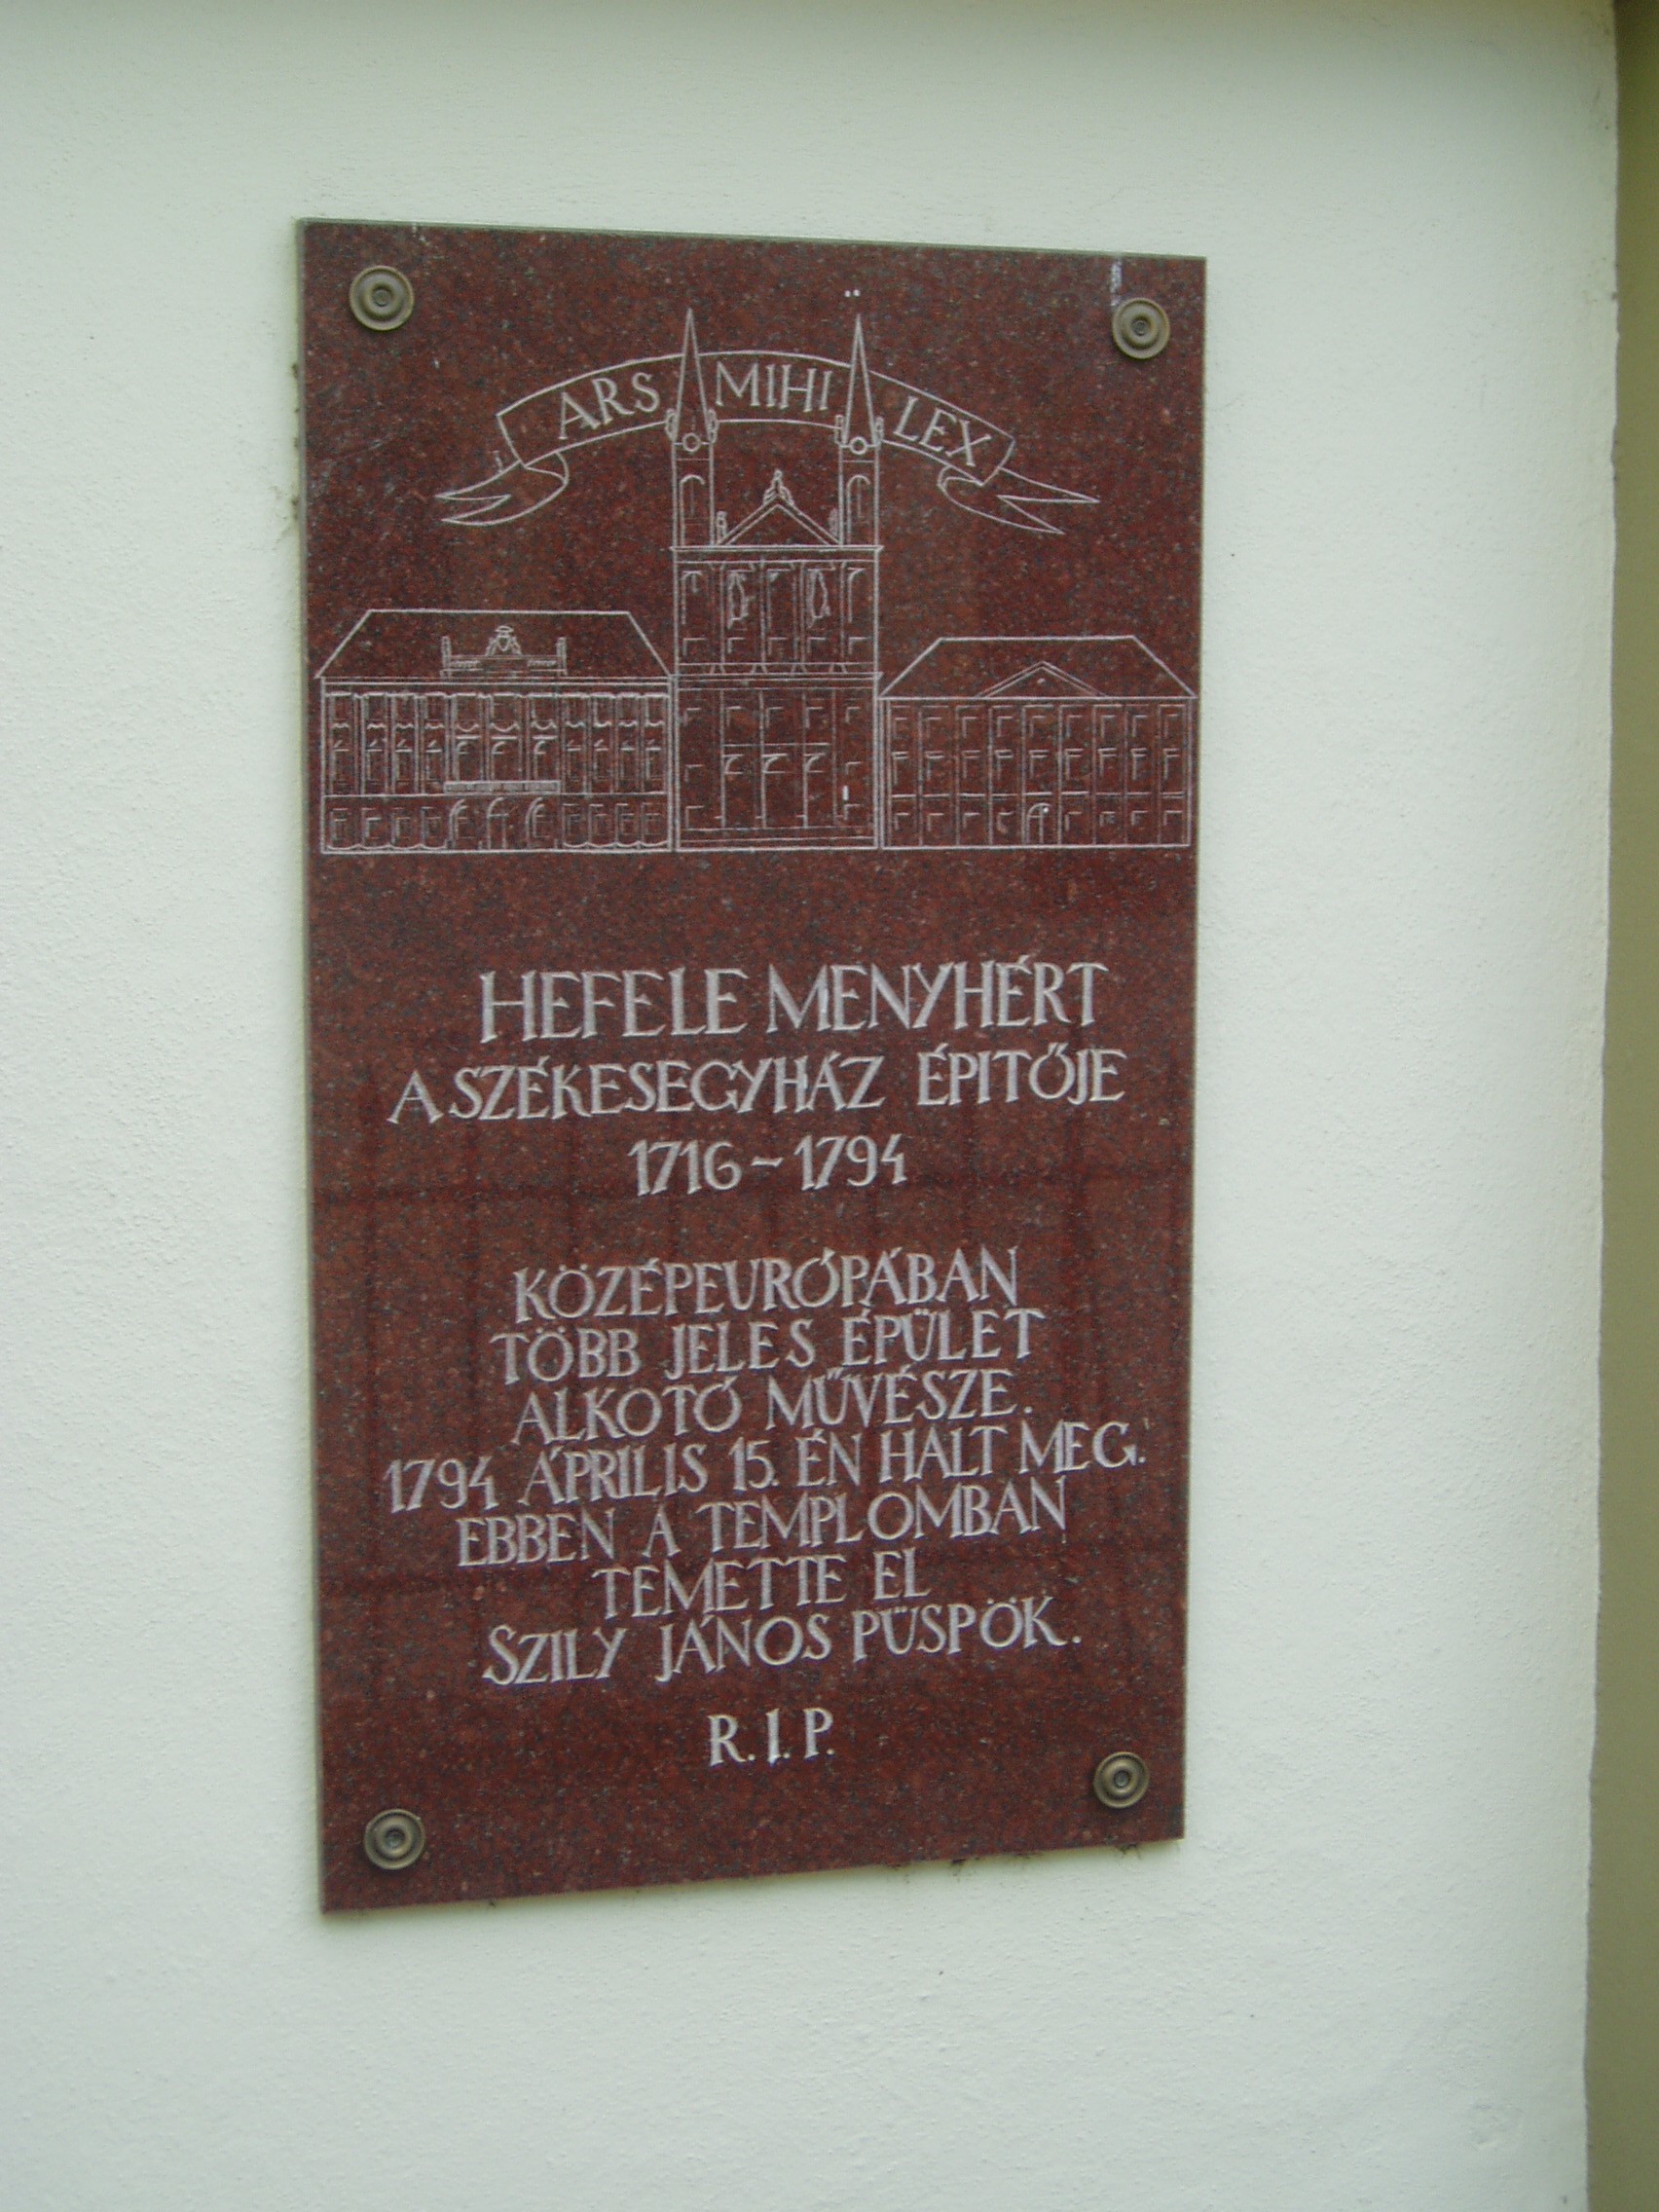 ARS MIHI LEX
HEFELE MENYHÉRT
A SZÉKESEGYHÁZ ÉPITŐJE
1716-1794
KÖZÉPEURÓPÁBAN
TÖBB JELES ÉPÜLET
ALKOTÓ MŰVÉSZE.
1794 ÁPRILIS 15. ÉN HALT MEG.
EBBEN A TEMPLOMBAN
TEMETTE EL
SZILY JÁNOS PÜSPÖK.
R.I.P.